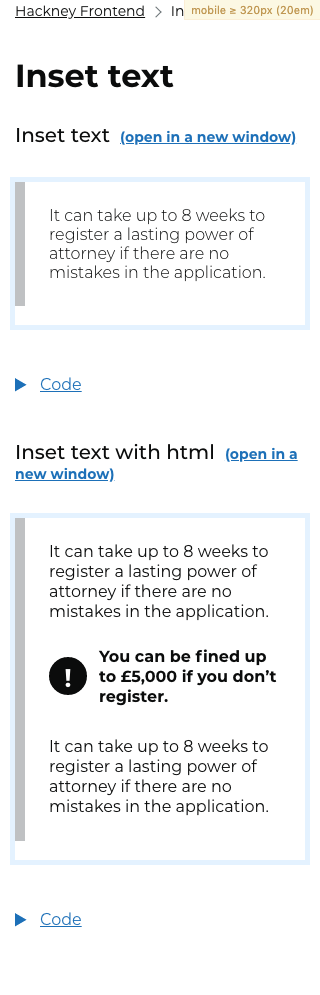 Hackney Frontend > In
mobile ≥ 320px (20em)
Inset text
Inset text (open in a new window)
It can take up to 8 weeks to
register a lasting power of
attorney if there are no
mistakes in the application.
Code
Inset text with html (open in a
new window)
It can take up to 8 weeks to
register a lasting power of
attorney if there are no
mistakes in the application.
! You can be fined up
to £5,000 if you don’t
register.
It can take up to 8 weeks to
register a lasting power of
attorney if there are no
mistakes in the application.
Code